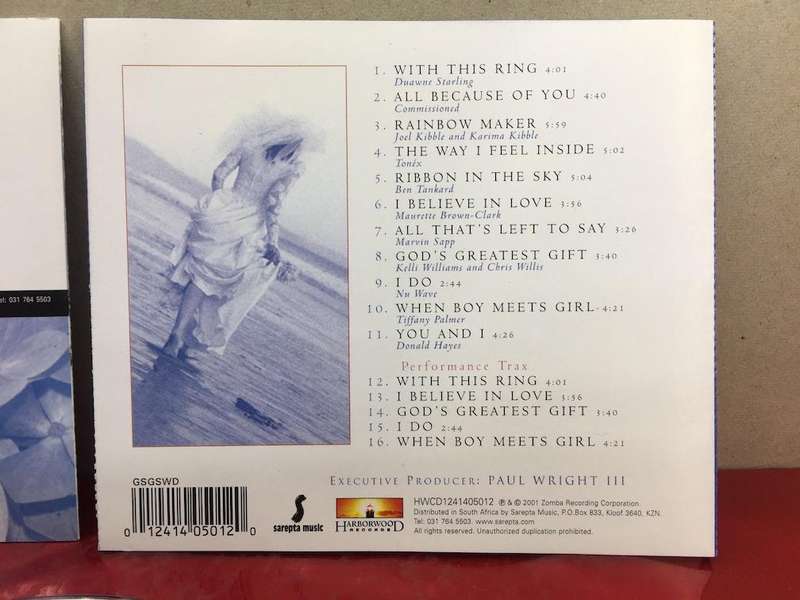 1. WITH THIS RING 4:01
Duawne Starling
2. ALL BECAUSE OF YOU 4:40
Commissioned
3. RAINBOW MAKER 5:59
Joel Kibble and Karima Kibble
4. THE WAY I FEEL INSIDE 5:02
Tonéx
5. RIBBON IN THE SKY 5:04
Ben Tankard
6. I BELIEVE IN LOVE 3:56
Maurette Brown-Clark
7. ALL THAT'S LEFT TO SAY 3:26
Marvin Sapp
8. GOD'S GREATEST GIFT 3:40
Kelli Williams and Chris Willis
9. I DO 2:44
Nu Wave
10. WHEN BOY MEETS GIRL 4:21
Tiffany Palmer
11. YOU AND I 4:26
Donald Hayes
Performance Trax
12. WITH THIS RING 4:01
13. I BELIEVE IN LOVE 3:56
14. GOD'S GREATEST GIFT 3:40
15. I DO 2:44
16. WHEN BOY MEETS GIRL 4:21
EXECUTIVE PRODUCER: PAUL WRIGHT III
GSGSWD
0 12414 05012 0
sarepta music
HARBORWOOD
RECORDS
HWCD1241405012 ℗ & © 2001 Zomba Recording Corporation.
Distributed in South Africa by Sarepta Music, P.O.Box 833, Kloof 3640, KZN.
Tel: 031 764 5503. www.sarepta.com
All rights reserved. Unauthorized duplication prohibited.
el: 031 764 5503